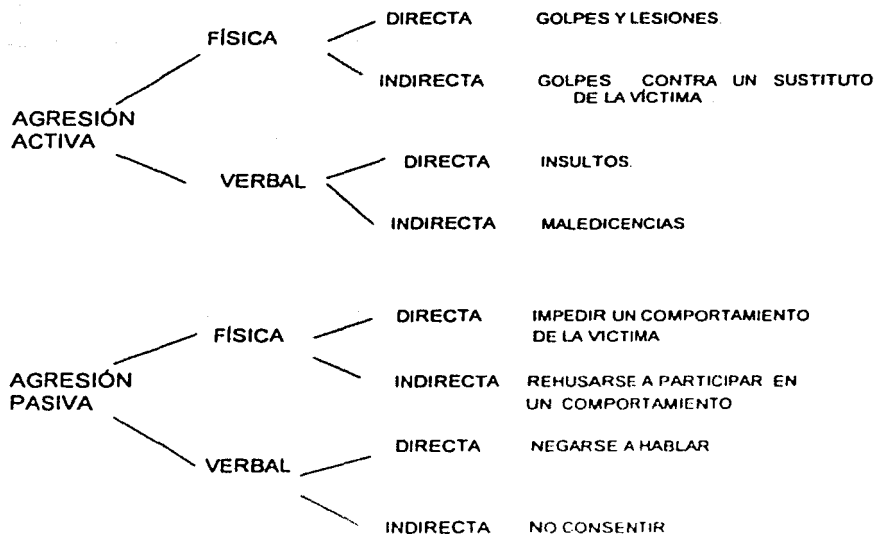 FÍSICA
DIRECTA GOLPES Y LESIONES.
INDIRECTA GOLPES CONTRA UN SUSTITUTO
DE LA VÍCTIMA
AGRESIÓN
ACTIVA
VERBAL
DIRECTA INSULTOS.
INDIRECTA MALEDICENCIAS
FÍSICA
DIRECTA IMPEDIR UN COMPORTAMIENTO
DE LA VICTIMA
INDIRECTA REHUSARSE A PARTICIPAR EN
UN COMPORTAMIENTO
AGRESIÓN
PASIVA
VERBAL
DIRECTA NEGARSE A HABLAR
INDIRECTA NO CONSENTIR